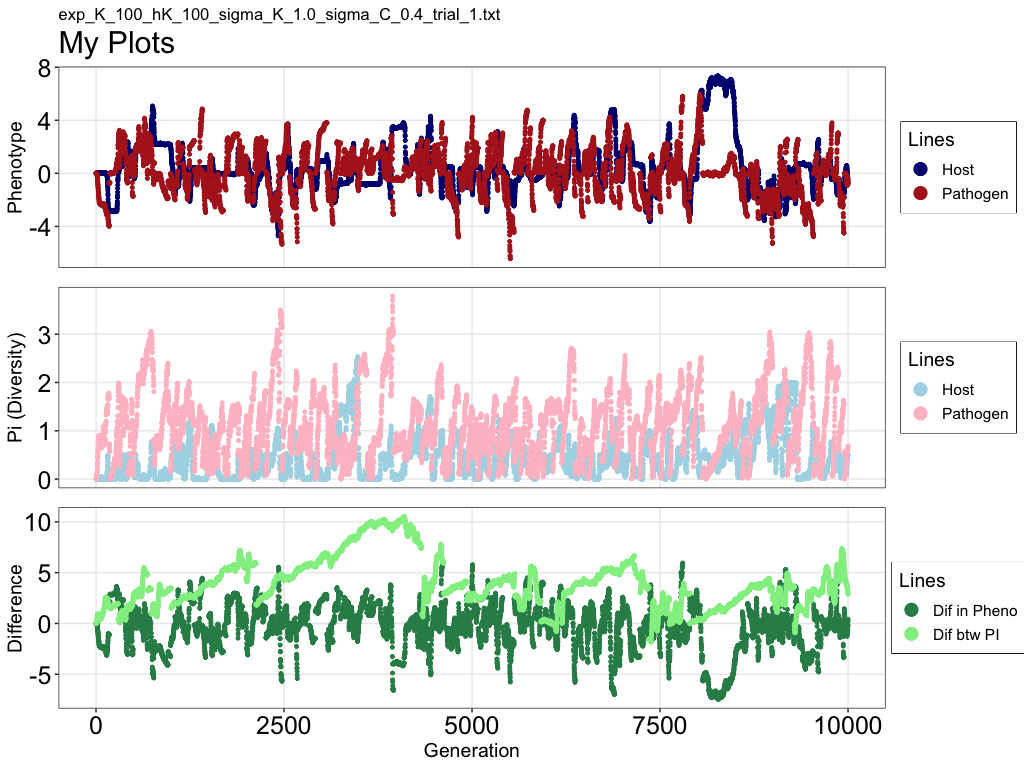 exp_K_100_hK_100_sigma_K_1.0_sigma_C_0.4_trial_1.txt
My Plots
8
4
0
-4
Phenotype
Lines
Host
Pathogen
3
2
1
0
Pi (Diversity)
Lines
Host
Pathogen
10
5
0
-5
Difference
Lines
Dif in Pheno
Dif btw PI
0 2500 5000 7500 10000
Generation